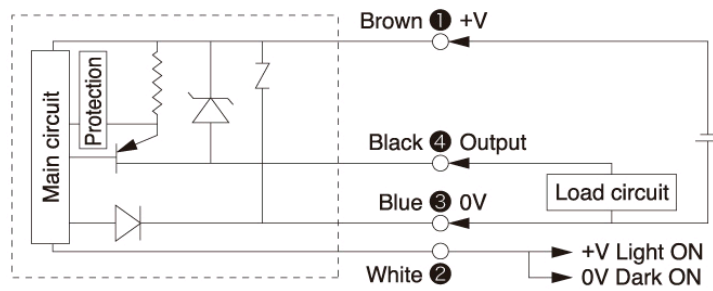 Brown ❶ +V
Protection
Main circuit
Black ❹ Output
Load circuit
Blue ❸ 0V
+V Light ON
White ❷
0V Dark ON